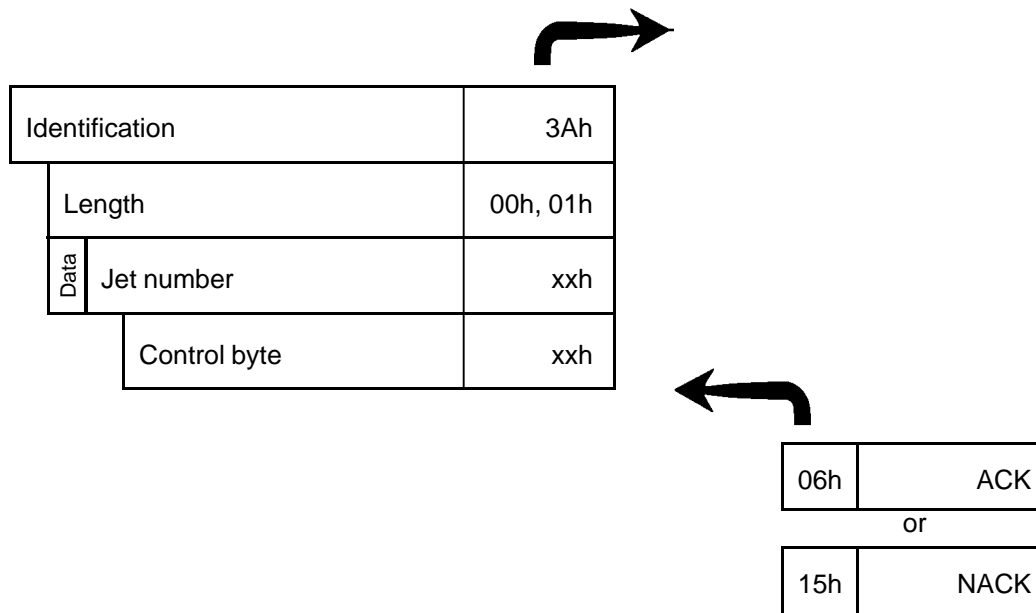 Identification 3Ah
Length 00h, 01h
Data Jet number xxh
Control byte xxh
06h ACK
or
15h NACK